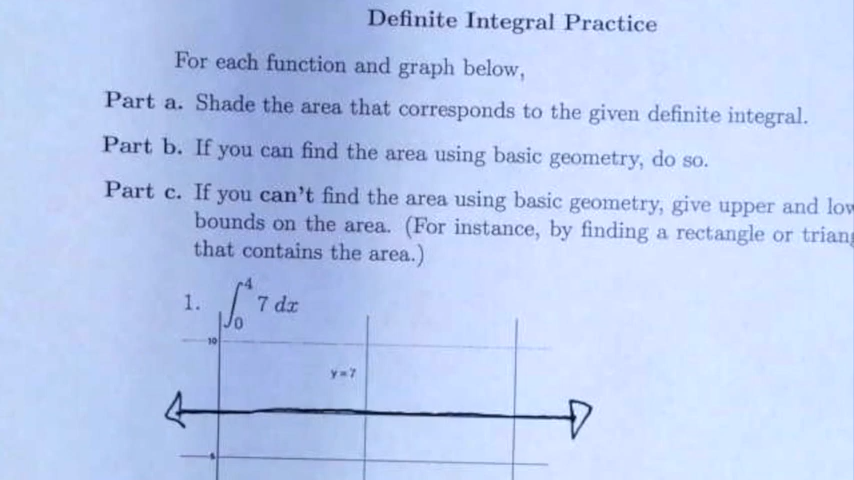 Definite Integral Practice
For each function and graph below,
Part a. Shade the area that corresponds to the given definite integral.
Part b. If you can find the area using basic geometry, do so.
Part c. If you can't find the area using basic geometry, give upper and low
bounds on the area. (For instance, by finding a rectangle or triang
that contains the area.)
1. ∫₀⁴ 7 dx
10
y=7